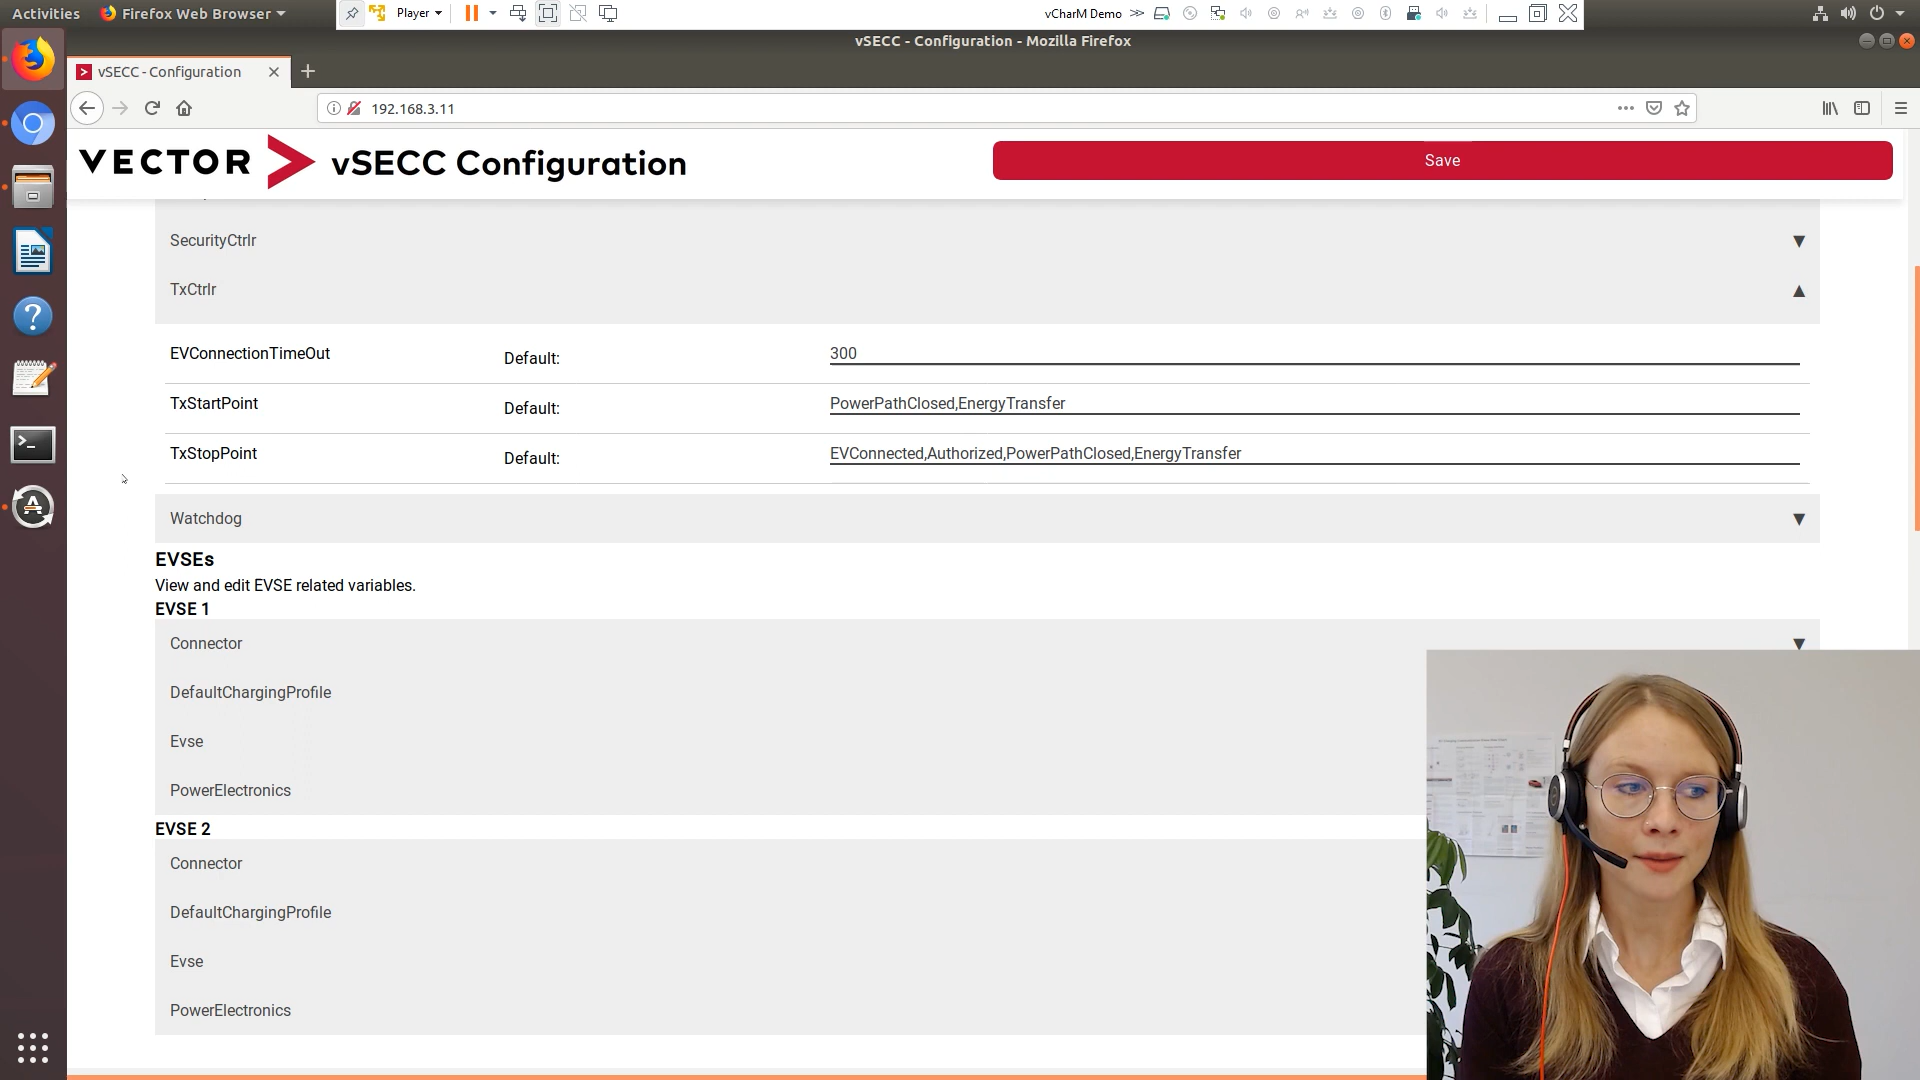 Activities
Firefox Web Browser
Player
vCharM Demo
vSECC - Configuration - Mozilla Firefox
vSECC - Configuration
192.168.3.11
VECTOR
vSECC Configuration
Save
SecurityCtrlr
TxCtrlr
EVConnectionTimeOut
Default:
300
TxStartPoint
Default:
PowerPathClosed,EnergyTransfer
TxStopPoint
Default:
EVConnected,Authorized,PowerPathClosed,EnergyTransfer
Watchdog
EVSEs
View and edit EVSE related variables.
EVSE 1
Connector
DefaultChargingProfile
Evse
PowerElectronics
EVSE 2
Connector
DefaultChargingProfile
Evse
PowerElectronics